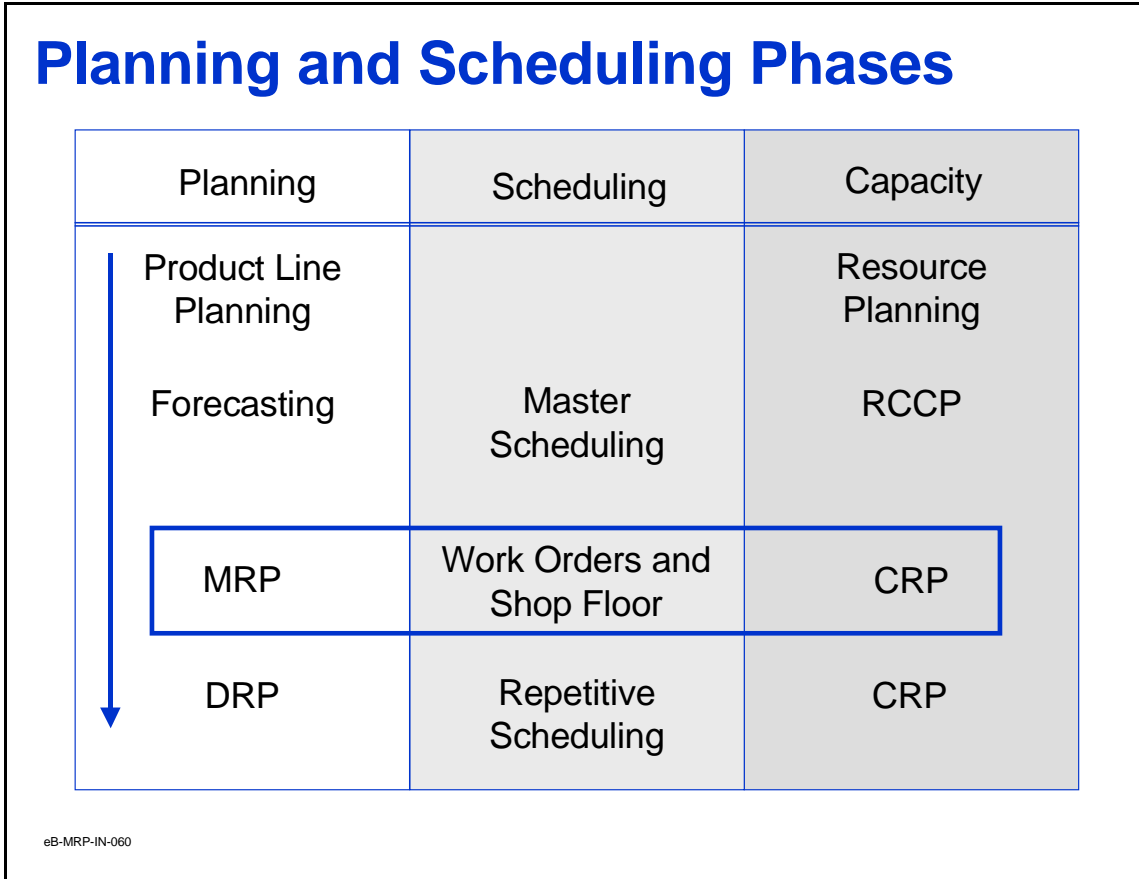 Planning and Scheduling Phases
Planning
Scheduling
Capacity
Product Line
Planning
Resource
Planning
Forecasting
Master
Scheduling
RCCP
MRP
Work Orders and
Shop Floor
CRP
DRP
Repetitive
Scheduling
CRP
eB-MRP-IN-060